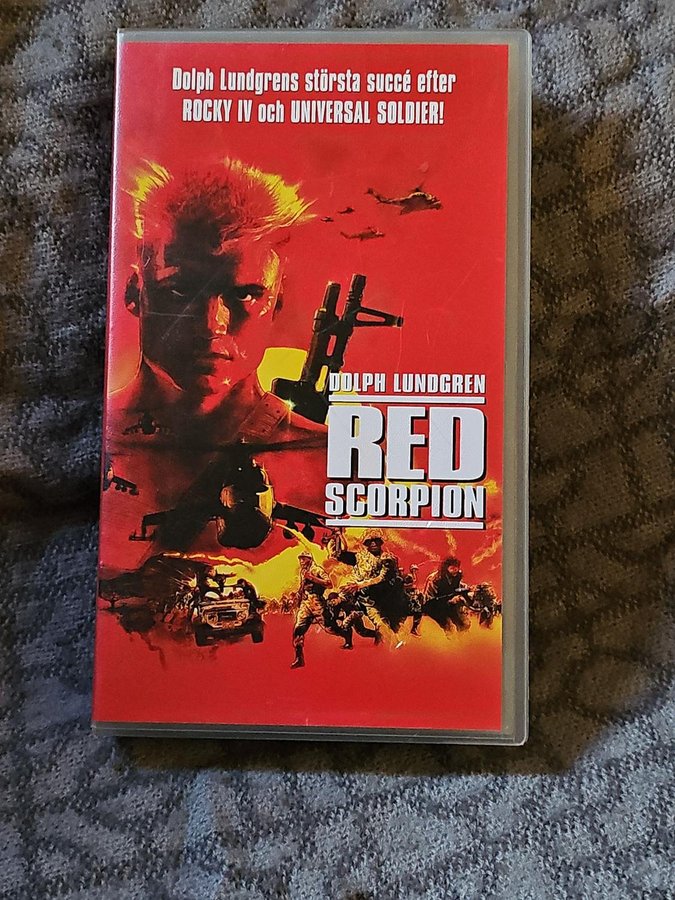 Dolph Lundgrens största succé efter
ROCKY IV och UNIVERSAL SOLDIER!
DOLPH LUNDGREN
RED
SCORPION